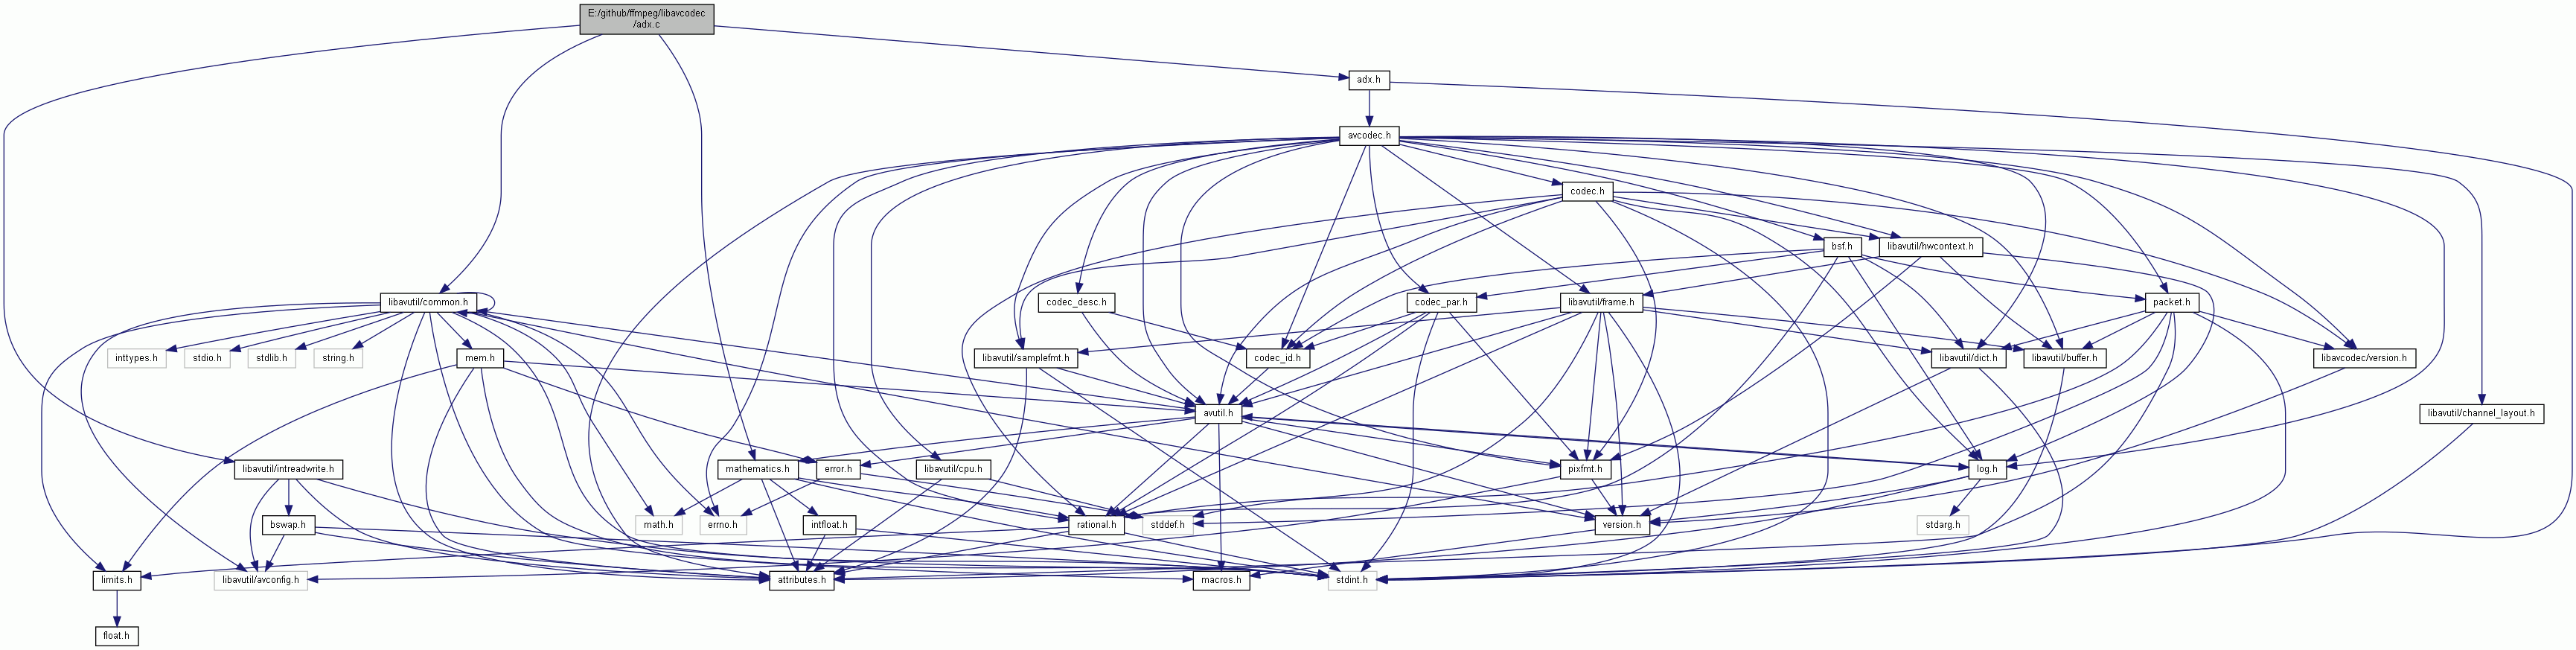 E:/github/ffmpeg/libavcodec
/adx.c
adx.h
avcodec.h
codec.h
bsf.h
libavutil/hwcontext.h
libavutil/common.h
codec_desc.h
codec_par.h
libavutil/frame.h
packet.h
inttypes.h
stdio.h
stdlib.h
string.h
mem.h
libavutil/samplefmt.h
codec_id.h
libavutil/dict.h
libavutil/buffer.h
libavcodec/version.h
avutil.h
libavutil/channel_layout.h
libavutil/intreadwrite.h
mathematics.h
error.h
libavutil/cpu.h
pixfmt.h
log.h
bswap.h
math.h
errno.h
intfloat.h
rational.h
stddef.h
version.h
stdarg.h
limits.h
libavutil/avconfig.h
attributes.h
macros.h
stdint.h
float.h